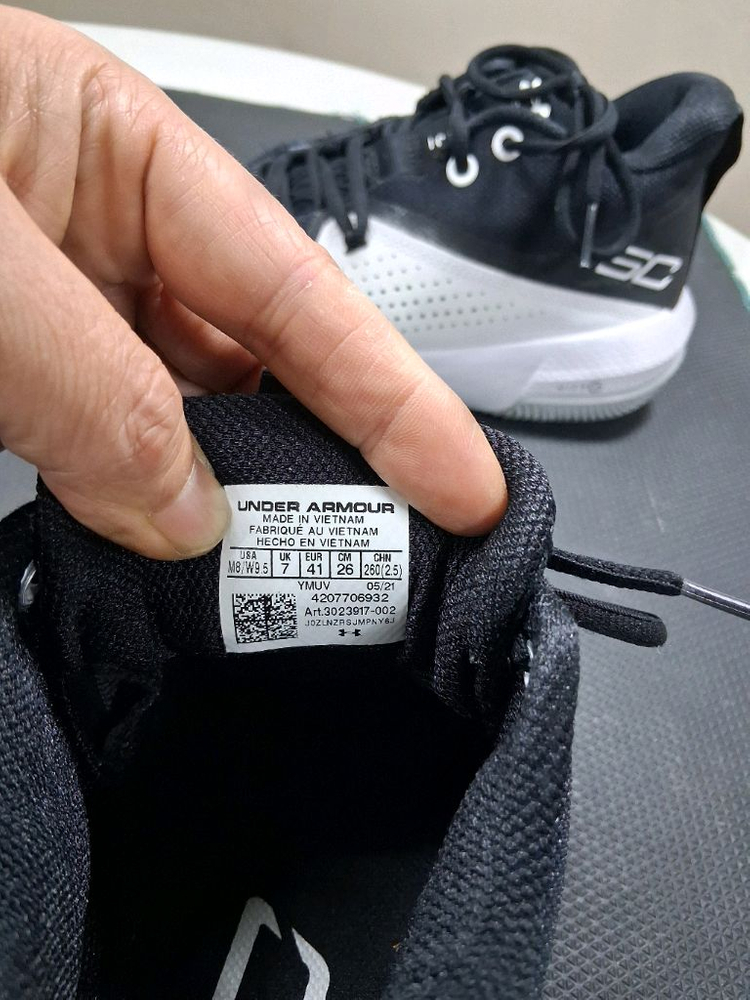 3C
UNDER ARMOUR
MADE IN VIETNAM
FABRIQUÉ AU VIETNAM
HECHO EN VIETNAM
USA UK EUR CM CHN
M8/W9.5 7 41 26 260(2.5)
YMUV 05/21
4207706932
Art.3023917-002
J0ZLNZRSJMPNY6J